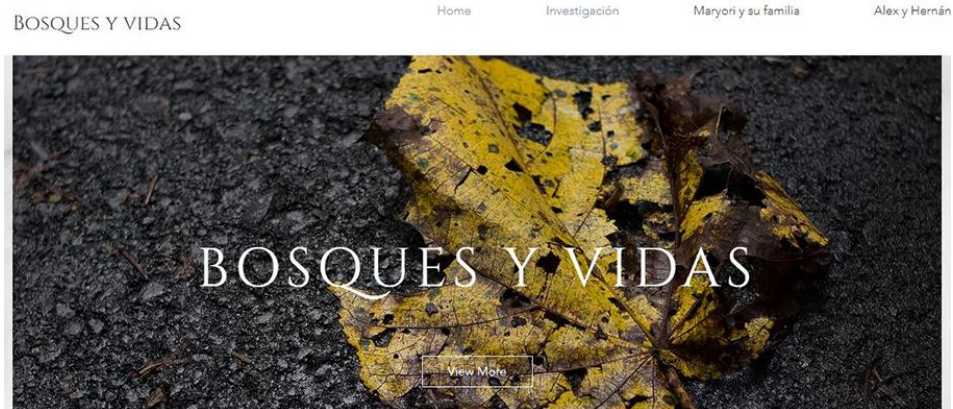 BOSQUES Y VIDAS
Home
Investigación
Maryori y su familia
Alex y Hernán
BOSQUES Y VIDAS
View More